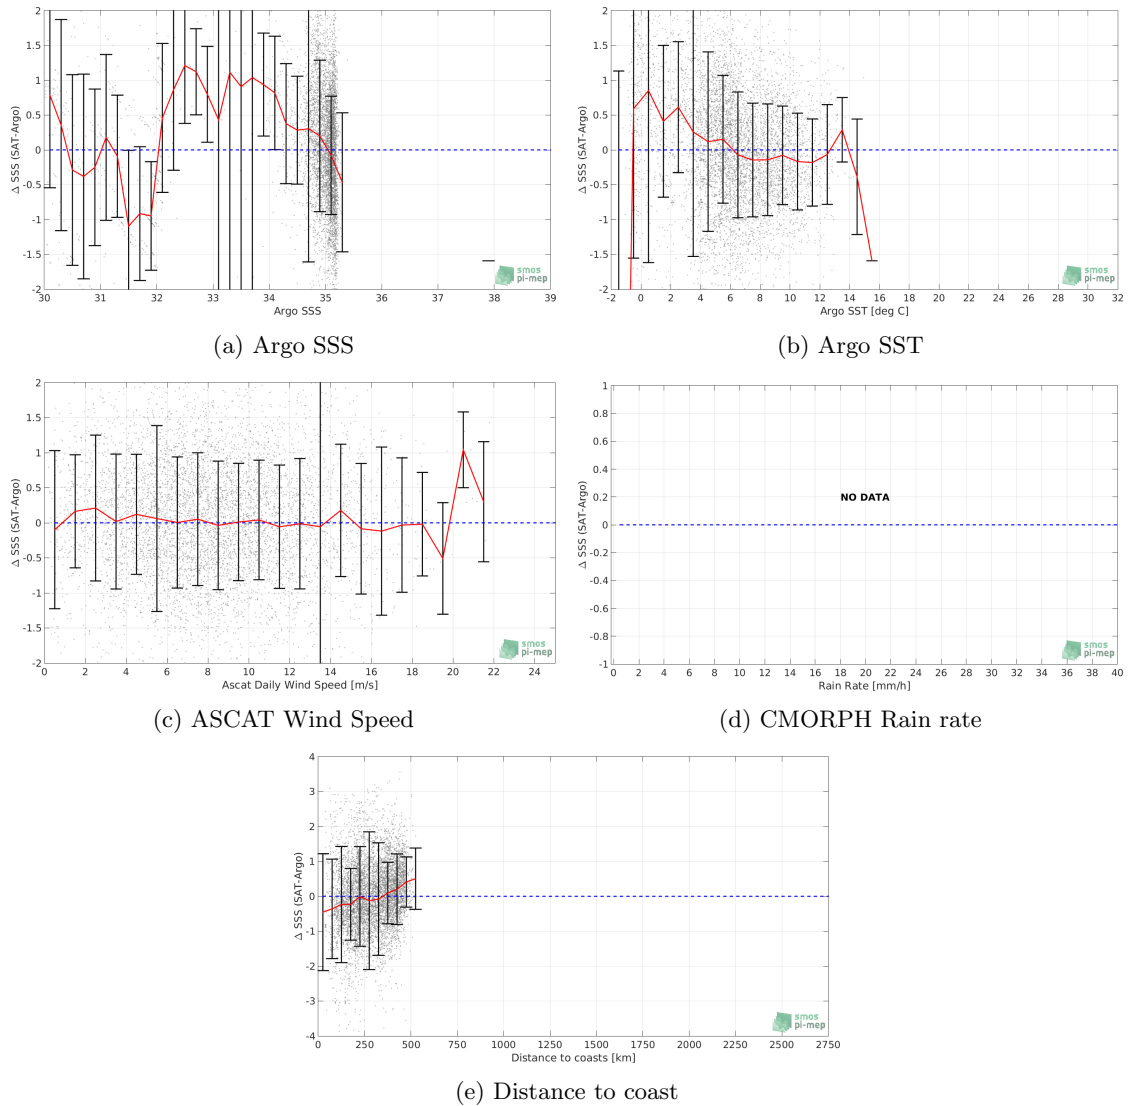 2
1.5
1
0.5
0
-0.5
-1
-1.5
-2
Δ SSS (SAT-Argo)
30 31 32 33 34 35 36 37 38 39
Argo SSS
smos
pi-mep
(a) Argo SSS
2
1.5
1
0.5
0
-0.5
-1
-1.5
-2
Δ SSS (SAT-Argo)
-2 0 2 4 6 8 10 12 14 16 18 20 22 24 26 28 30 32
Argo SST [deg C]
smos
pi-mep
(b) Argo SST
2
1.5
1
0.5
0
-0.5
-1
-1.5
-2
Δ SSS (SAT-Argo)
0 2 4 6 8 10 12 14 16 18 20 22 24
Ascat Daily Wind Speed [m/s]
smos
pi-mep
(c) ASCAT Wind Speed
1
0.8
0.6
0.4
0.2
0
-0.2
-0.4
-0.6
-0.8
-1
Δ SSS (SAT-Argo)
NO DATA
0 2 4 6 8 10 12 14 16 18 20 22 24 26 28 30 32 34 36 38 40
Rain Rate [mm/h]
smos
pi-mep
(d) CMORPH Rain rate
4
3
2
1
0
-1
-2
-3
-4
Δ SSS (SAT-Argo)
0 250 500 750 1000 1250 1500 1750 2000 2250 2500 2750
Distance to coasts [km]
smos
pi-mep
(e) Distance to coast